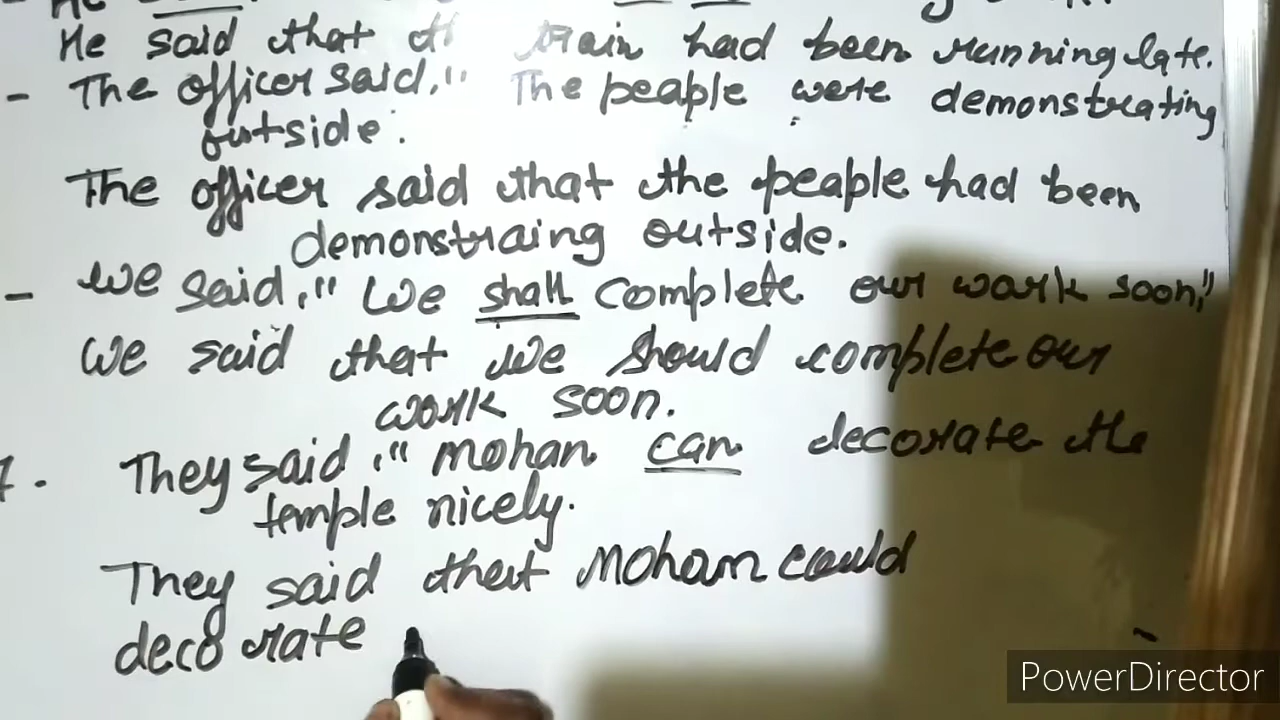 He
He said that th train had been running late.
- The officer said," The peaple were demonstrating
outside.
The officer said that the peaple had been
demonstraing outside.
- We said," We shall complete our wark soon,"
We said that we should complete our
work soon.
7. They said," mohan can decorate the
temple nicely.
They said that Mohan could
decorate
PowerDirector